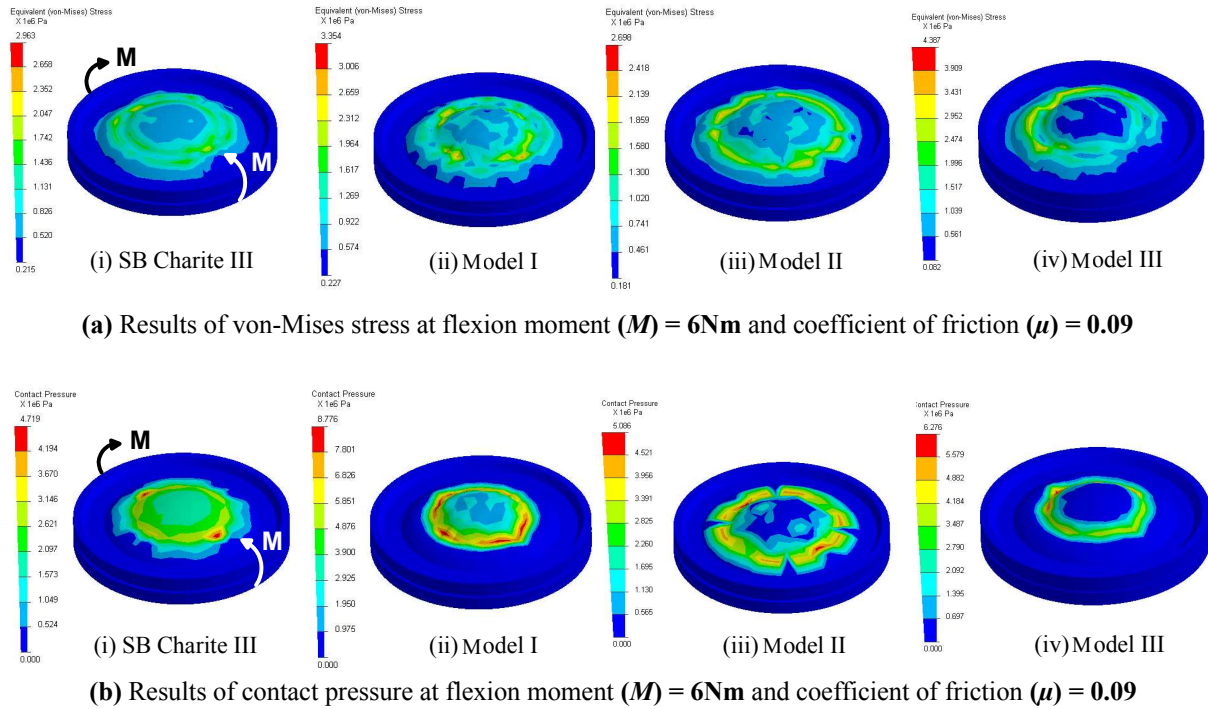 Equivalent (von-Mises) Stress
X 1e6 Pa
2.963
2.658
2.352
2.047
1.742
1.436
1.131
0.826
0.520
0.215
M
M
(i) SB Charite III
Equivalent (von-Mises) Stress
X 1e6 Pa
3.354
3.006
2.659
2.312
1.964
1.617
1.269
0.922
0.574
0.227
(ii) Model I
Equivalent (von-Mises) Stress
X 1e6 Pa
2.698
2.418
2.139
1.859
1.580
1.300
1.020
0.741
0.461
0.181
(iii) Model II
Equivalent (von-Mises) Stress
X 1e6 Pa
4.387
3.909
3.431
2.952
2.474
1.996
1.517
1.039
0.561
0.082
(iv) Model III
(a) Results of von-Mises stress at flexion moment (M) = 6Nm and coefficient of friction (μ) = 0.09
Contact Pressure
X 1e6 Pa
4.719
4.194
3.670
3.146
2.621
2.097
1.573
1.049
0.524
0.000
M
M
(i) SB Charite III
Contact Pressure
X 1e6 Pa
8.776
7.801
6.826
5.851
4.876
3.900
2.925
1.950
0.975
0.000
(ii) Model I
Contact Pressure
X 1e6 Pa
5.086
4.521
3.956
3.391
2.825
2.260
1.695
1.130
0.565
0.000
(iii) Model II
Contact Pressure
X 1e6 Pa
6.276
5.579
4.882
4.184
3.487
2.790
2.092
1.395
0.697
0.000
(iv) Model III
(b) Results of contact pressure at flexion moment (M) = 6Nm and coefficient of friction (μ) = 0.09